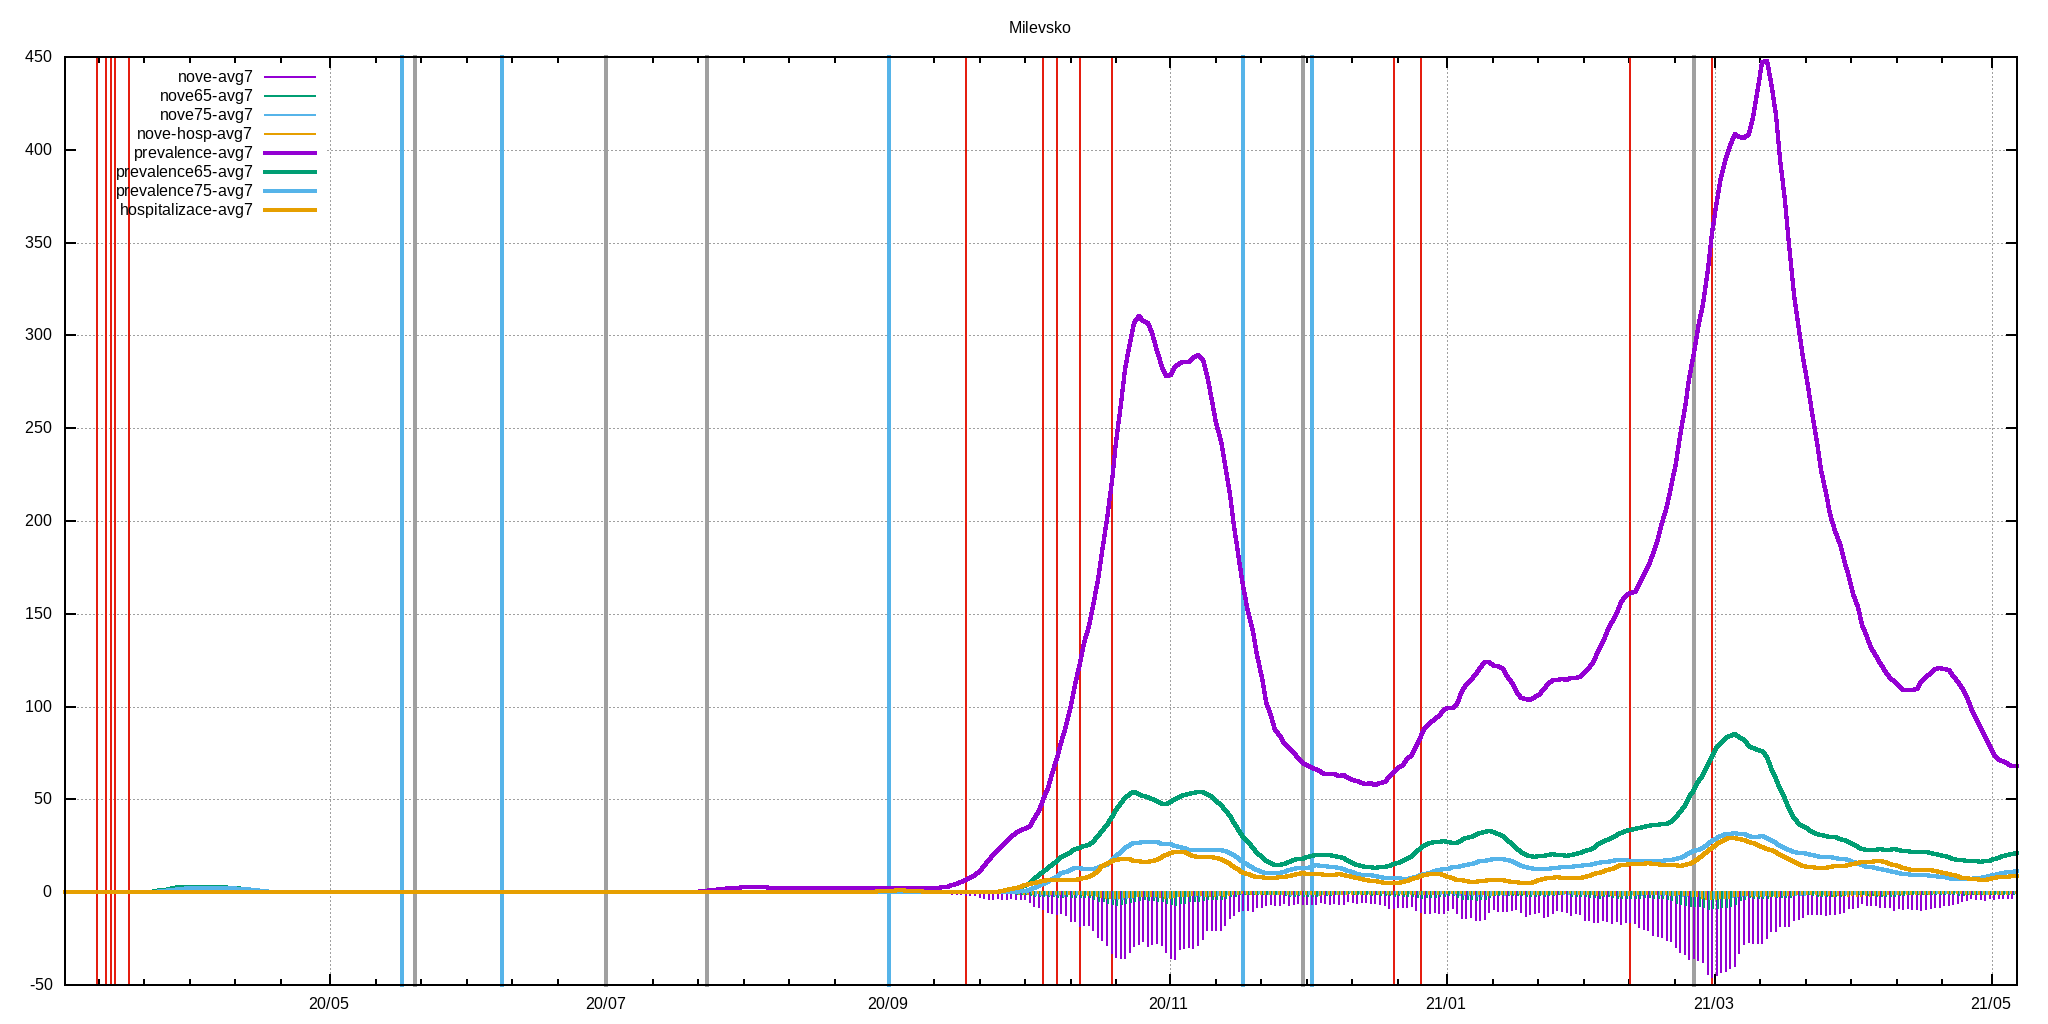 Milevsko
450
400
350
300
250
200
150
100
50
0
-50
nove-avg7
nove65-avg7
nove75-avg7
nove-hosp-avg7
prevalence-avg7
prevalence65-avg7
prevalence75-avg7
hospitalizace-avg7
20/05 20/07 20/09 20/11 21/01 21/03 21/05